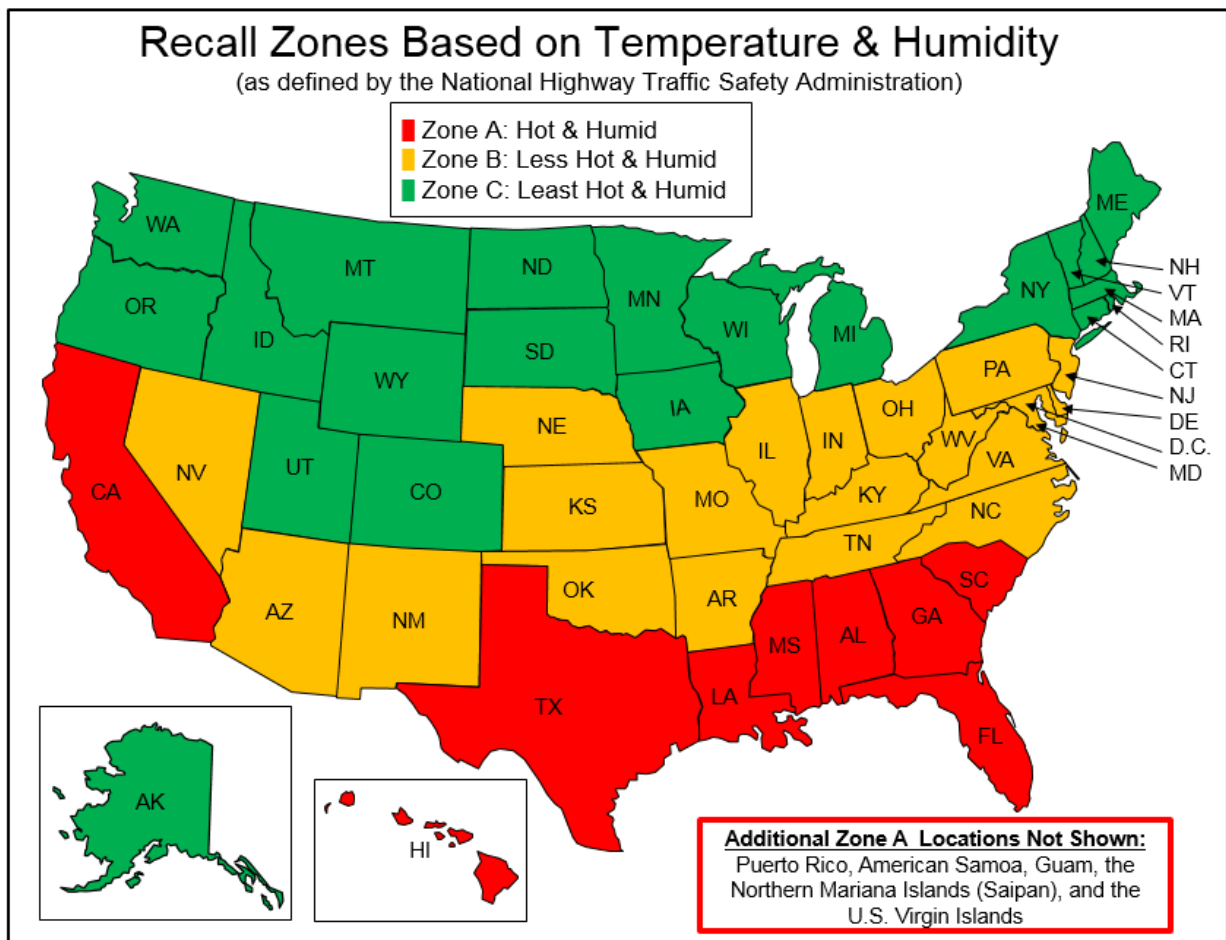 Recall Zones Based on Temperature & Humidity
(as defined by the National Highway Traffic Safety Administration)
Zone A: Hot & Humid
Zone B: Less Hot & Humid
Zone C: Least Hot & Humid
WA
MT
ND
MN
ME
OR
ID
WY
SD
WI
MI
NY
NH
VT
MA
RI
CT
NJ
DE
D.C.
MD
IA
PA
NE
IL
IN
OH
WV
VA
NV
UT
CO
CA
KS
MO
KY
NC
TN
AZ
NM
OK
AR
SC
MS
AL
GA
TX
LA
FL
AK
HI
Additional Zone A Locations Not Shown:
Puerto Rico, American Samoa, Guam, the
Northern Mariana Islands (Saipan), and the
U.S. Virgin Islands